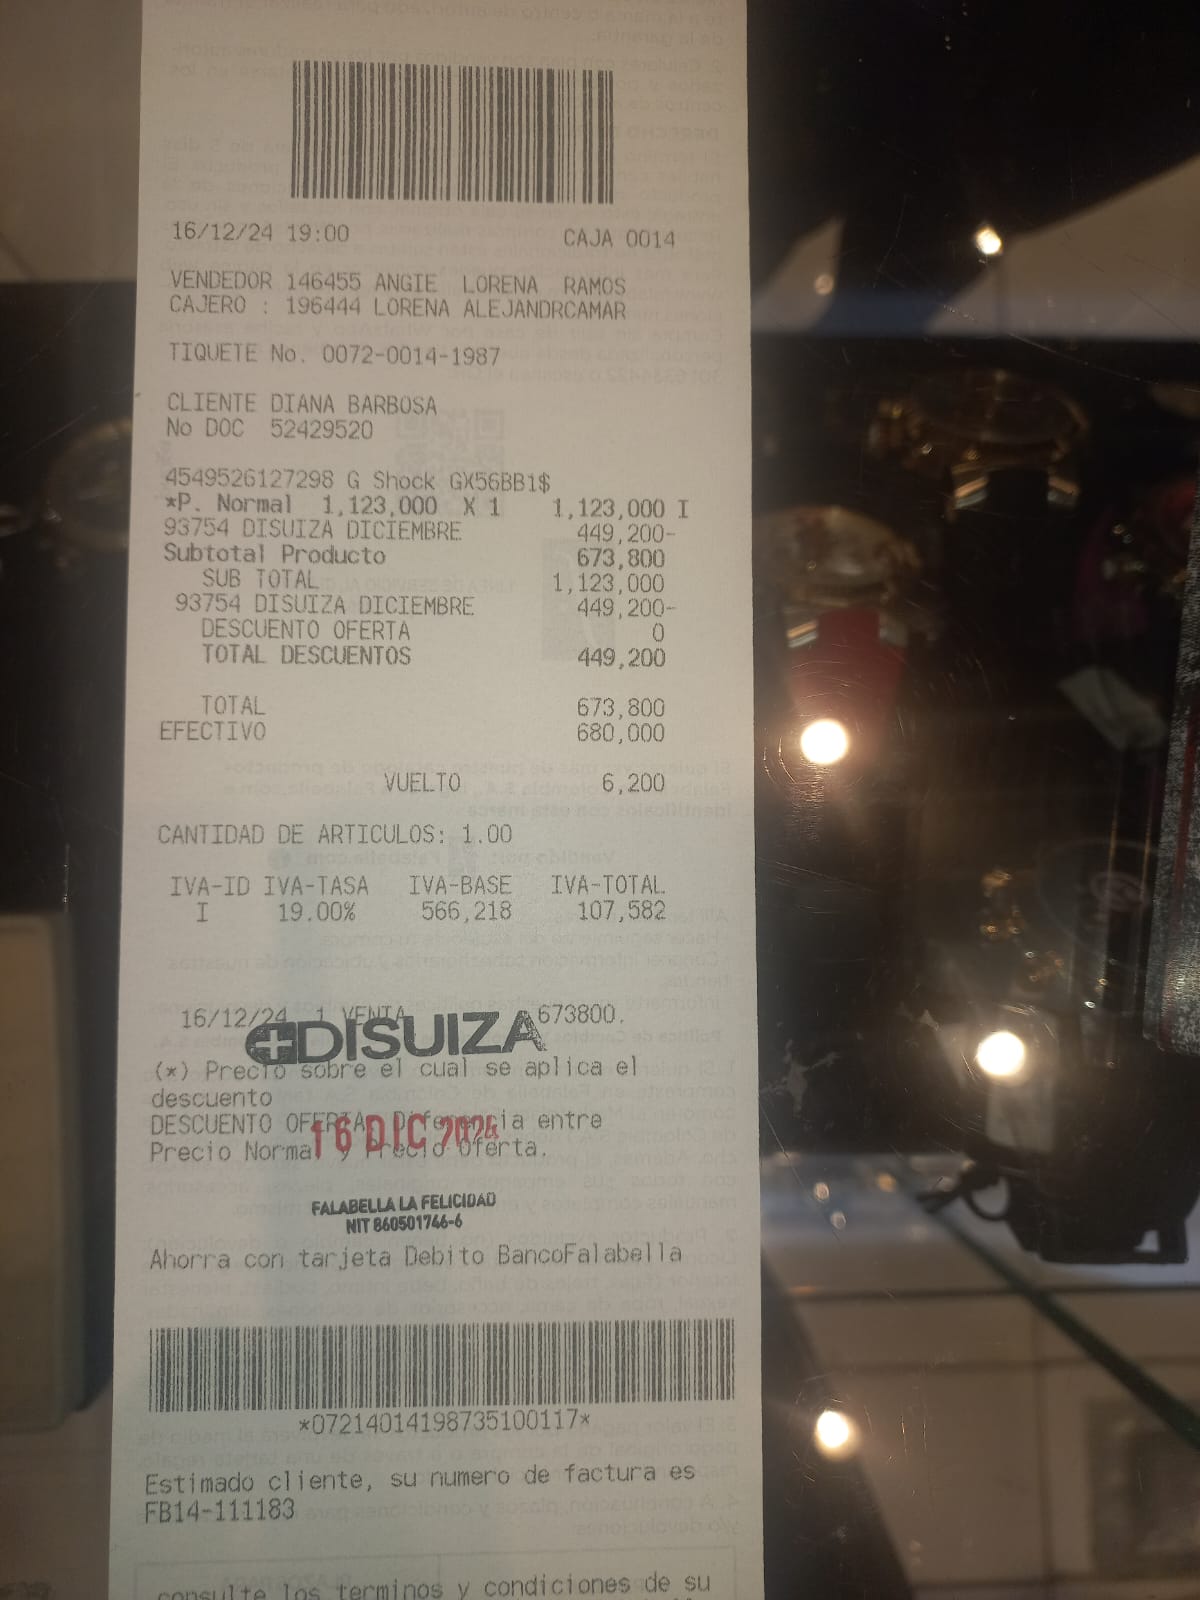 16/12/24 19:00 CAJA 0014
VENDEDOR 146455 ANGIE LORENA RAMOS
CAJERO : 196444 LORENA ALEJANDRCAMAR
TIQUETE No. 0072-0014-1987
CLIENTE DIANA BARBOSA
No DOC 52429520
4549526127298 G Shock GX56BB1$
*P. Normal 1,123,000 X 1 1,123,000 I
93754 DISUIZA DICIEMBRE 449,200-
Subtotal Producto 673,800
SUB TOTAL 1,123,000
93754 DISUIZA DICIEMBRE 449,200-
DESCUENTO OFERTA 0
TOTAL DESCUENTOS 449,200
TOTAL 673,800
EFECTIVO 680,000
VUELTO 6,200
CANTIDAD DE ARTICULOS: 1.00
IVA-ID IVA-TASA IVA-BASE IVA-TOTAL
I 19.00% 566,218 107,582
16/12/24 1 VENTA 673800.
DISUIZA
(*) Precio sobre el cual se aplica el
descuento
DESCUENTO OFERTA: Diferencia entre
16 DIC 2024
Precio Normal y Precio Oferta.
FALABELLA LA FELICIDAD
NIT 860501746-6
Ahorra con tarjeta Debito BancoFalabella
*07214014198735100117*
Estimado cliente, su numero de factura es
FB14-111183
consulte los terminos y condiciones de su